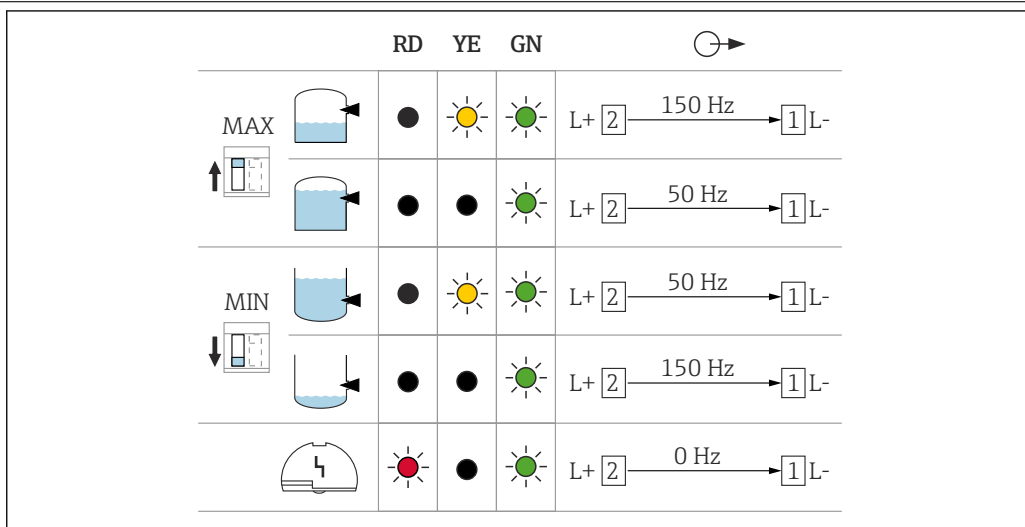 RD YE GN
MAX
L+ 2 150 Hz 1 L-
L+ 2 50 Hz 1 L-
MIN
L+ 2 50 Hz 1 L-
L+ 2 150 Hz 1 L-
L+ 2 0 Hz 1 L-